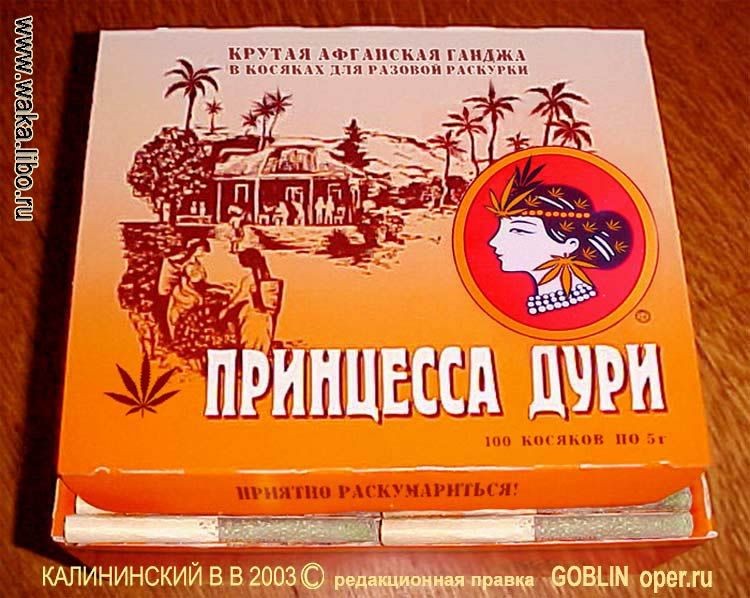 КРУТАЯ АФГАНСКАЯ ГАНДЖА
В КОСЯКАХ ДЛЯ РАЗОВОЙ РАСКУРКИ
www.waka.libo.ru
ПРИНЦЕССА ДУРИ
100 КОСЯКОВ ПО 5г
ПРИЯТНО РАСКУМАРИТЬСЯ!
КАЛИНИНСКИЙ В В 2003 © редакционная правка GOBLIN oper.ru